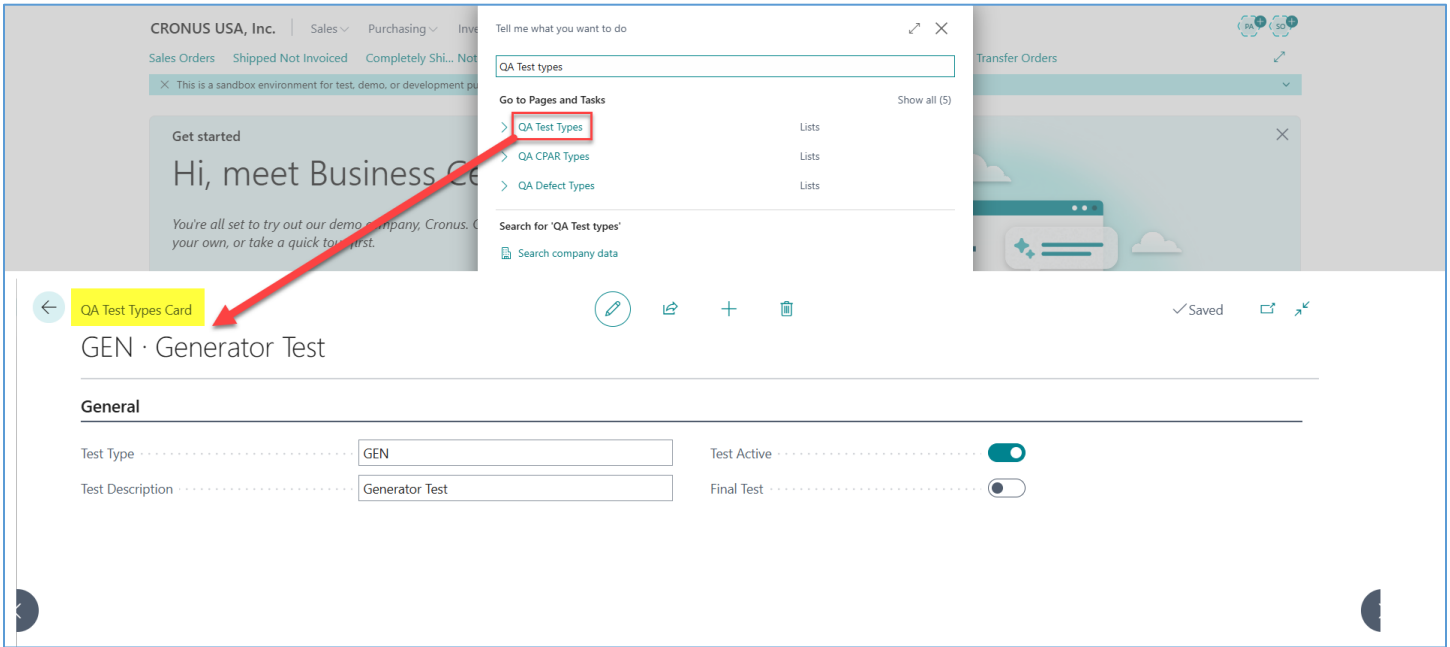 CRONUS USA, Inc. Sales Purchasing Inve
Tell me what you want to do
PA SO
Sales Orders Shipped Not Invoiced Completely Shi... Not
QA Test types
Transfer Orders
This is a sandbox environment for test, demo, or development pu
Go to Pages and Tasks Show all (5)
QA Test Types Lists
Get started
QA CPAR Types Lists
Hi, meet Business Ce
QA Defect Types Lists
You're all set to try out our demo company, Cronus. C
Search for 'QA Test types'
your own, or take a quick tour first.
Search company data
QA Test Types Card
Saved
GEN · Generator Test
General
Test Type GEN Test Active
Test Description Generator Test Final Test